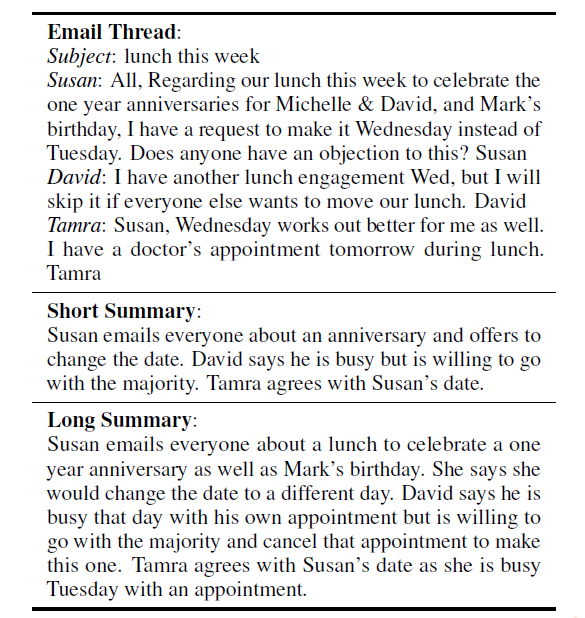 Email Thread:
Subject: lunch this week
Susan: All, Regarding our lunch this week to celebrate the
one year anniversaries for Michelle & David, and Mark's
birthday, I have a request to make it Wednesday instead of
Tuesday. Does anyone have an objection to this? Susan
David: I have another lunch engagement Wed, but I will
skip it if everyone else wants to move our lunch. David
Tamra: Susan, Wednesday works out better for me as well.
I have a doctor's appointment tomorrow during lunch.
Tamra
Short Summary:
Susan emails everyone about an anniversary and offers to
change the date. David says he is busy but is willing to go
with the majority. Tamra agrees with Susan's date.
Long Summary:
Susan emails everyone about a lunch to celebrate a one
year anniversary as well as Mark's birthday. She says she
would change the date to a different day. David says he is
busy that day with his own appointment but is willing to
go with the majority and cancel that appointment to make
this one. Tamra agrees with Susan's date as she is busy
Tuesday with an appointment.